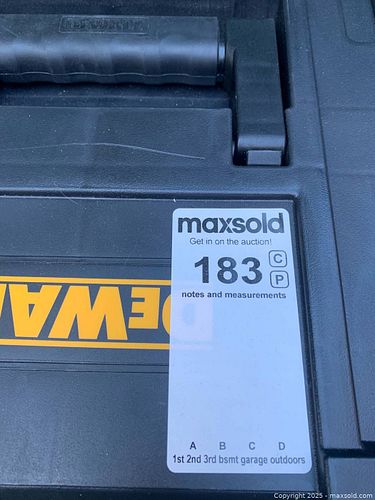 maxsold
Get in on the auction!
183 C
P
notes and measurements
DEWA
A B C D
1st 2nd 3rd bsmt garage outdoors
Copyright 2025 - maxsold.com